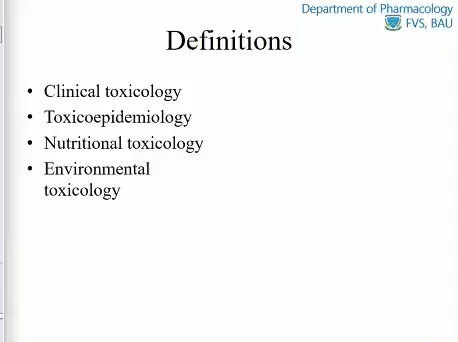 Department of Pharmacology
FVS, BAU
Definitions
• Clinical toxicology
• Toxicoepidemiology
• Nutritional toxicology
• Environmental
toxicology